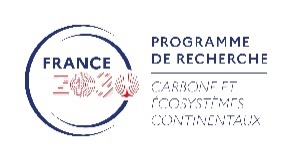 FRANCE
2030
PROGRAMME
DE RECHERCHE
CARBONE ET
ÉCOSYSTÈMES
CONTINENTAUX